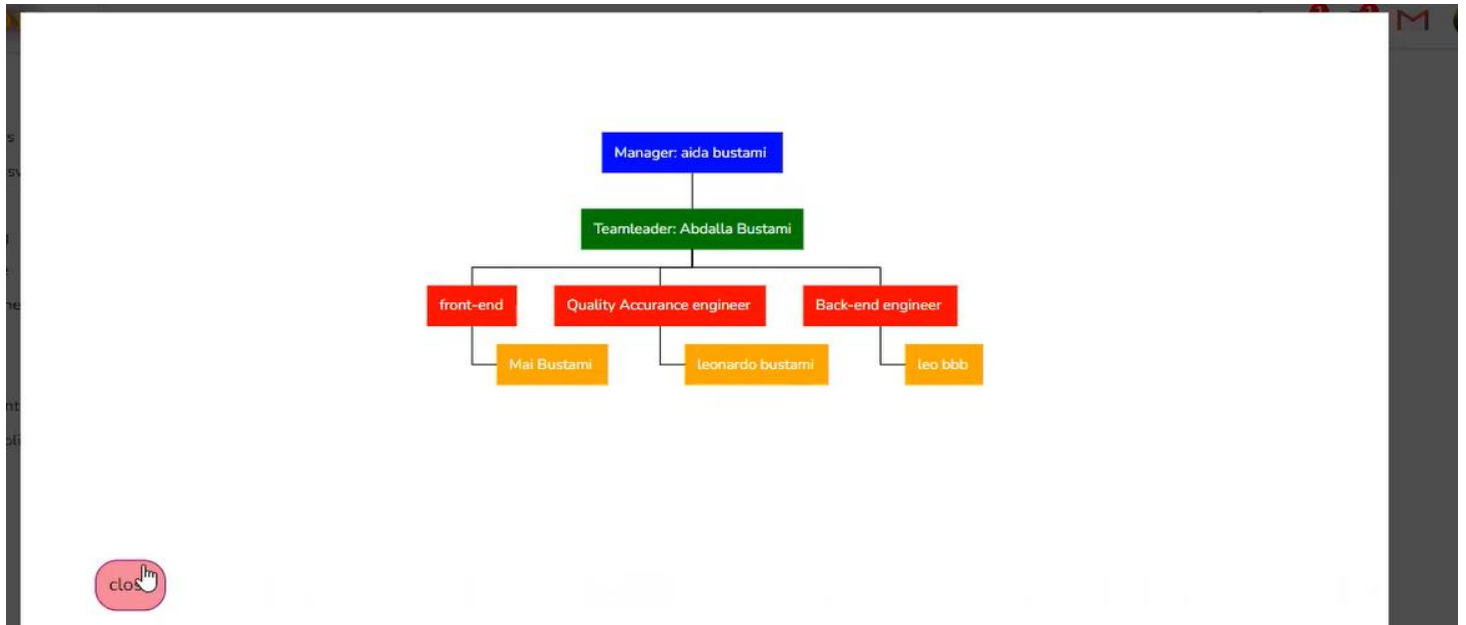 Manager: aida bustami
Teamleader: Abdalla Bustami
front-end
Quality Accurance engineer
Back-end engineer
Mai Bustami
leonardo bustami
leo bbb